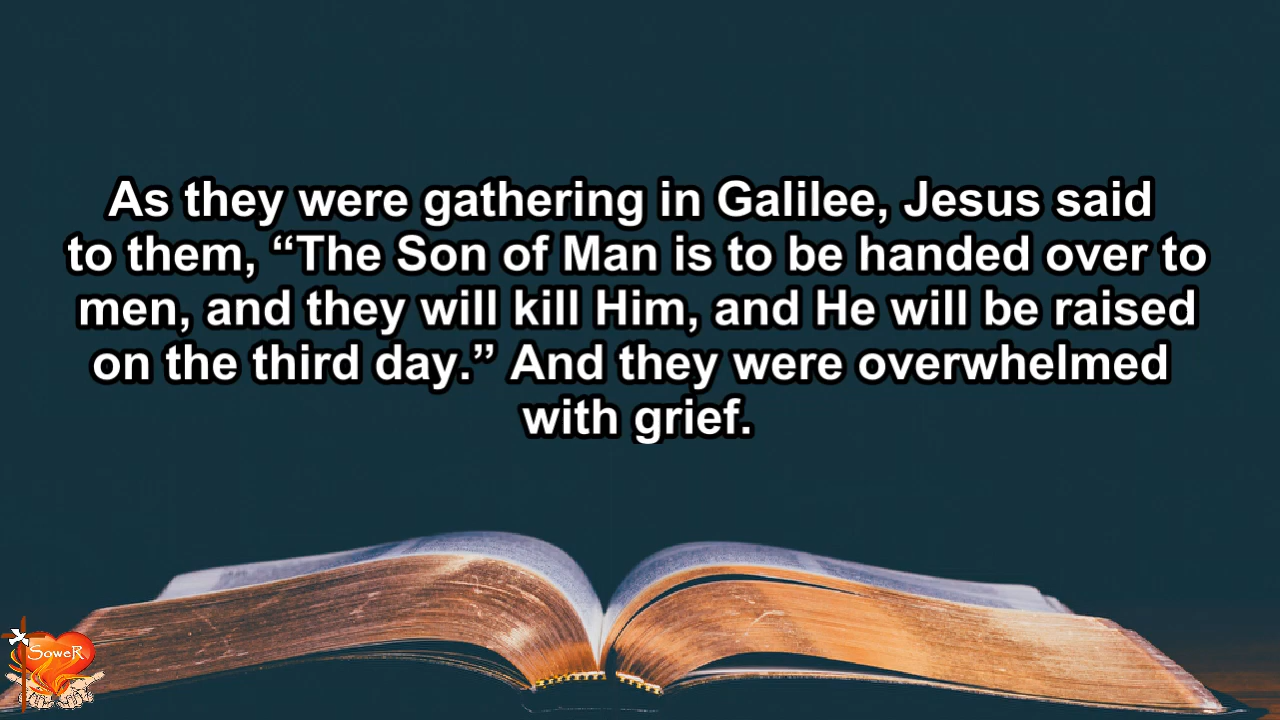 As they were gathering in Galilee, Jesus said
to them, “The Son of Man is to be handed over to
men, and they will kill Him, and He will be raised
on the third day.” And they were overwhelmed
with grief.
SoweR